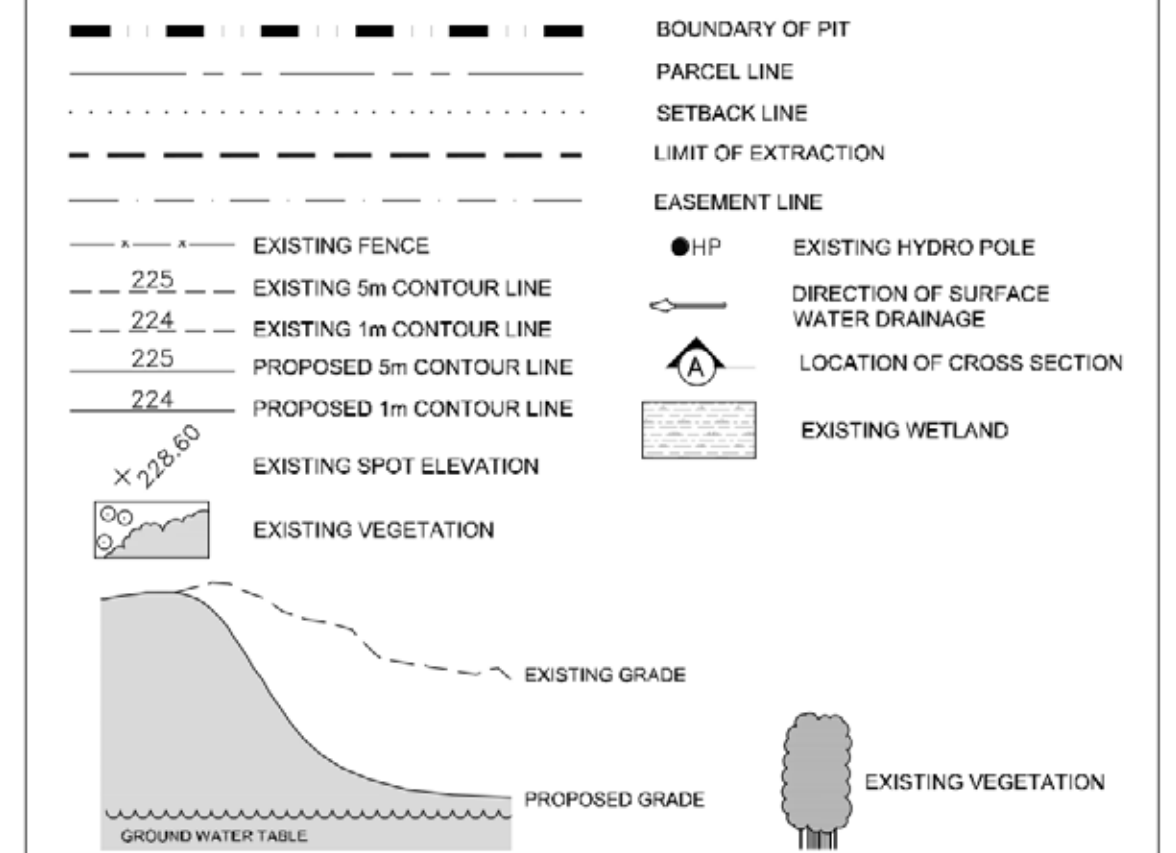 BOUNDARY OF PIT
PARCEL LINE
SETBACK LINE
LIMIT OF EXTRACTION
EASEMENT LINE
x x EXISTING FENCE
225 EXISTING 5m CONTOUR LINE
224 EXISTING 1m CONTOUR LINE
225 PROPOSED 5m CONTOUR LINE
224 PROPOSED 1m CONTOUR LINE
228.60 EXISTING SPOT ELEVATION
EXISTING VEGETATION
HP EXISTING HYDRO POLE
DIRECTION OF SURFACE
WATER DRAINAGE
A LOCATION OF CROSS SECTION
EXISTING WETLAND
EXISTING GRADE
PROPOSED GRADE
GROUND WATER TABLE
EXISTING VEGETATION